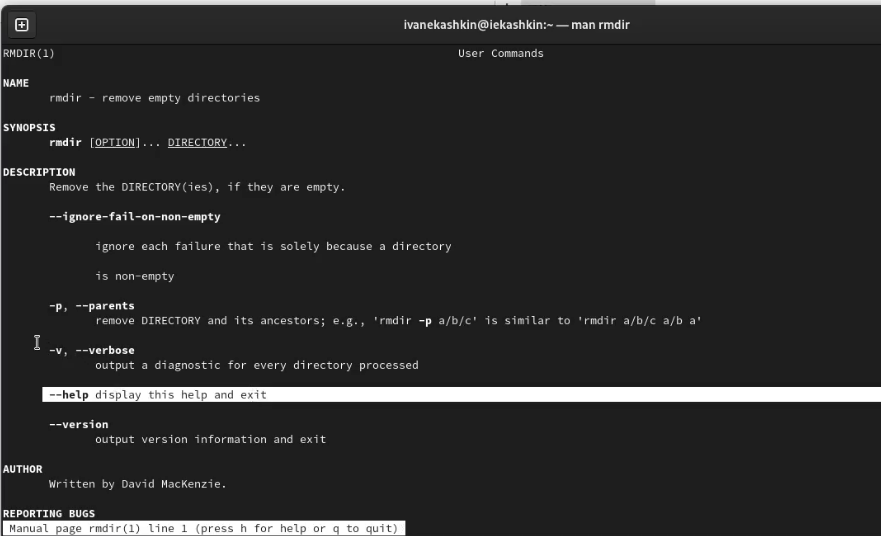 ivanekashkin@iekashkin:~ — man rmdir
RMDIR(1) User Commands
NAME
rmdir - remove empty directories
SYNOPSIS
rmdir [OPTION]... DIRECTORY...
DESCRIPTION
Remove the DIRECTORY(ies), if they are empty.
--ignore-fail-on-non-empty
ignore each failure that is solely because a directory
is non-empty
-p, --parents
remove DIRECTORY and its ancestors; e.g., 'rmdir -p a/b/c' is similar to 'rmdir a/b/c a/b a'
-v, --verbose
output a diagnostic for every directory processed
--help display this help and exit
--version
output version information and exit
AUTHOR
Written by David MacKenzie.
REPORTING BUGS
Manual page rmdir(1) line 1 (press h for help or q to quit)